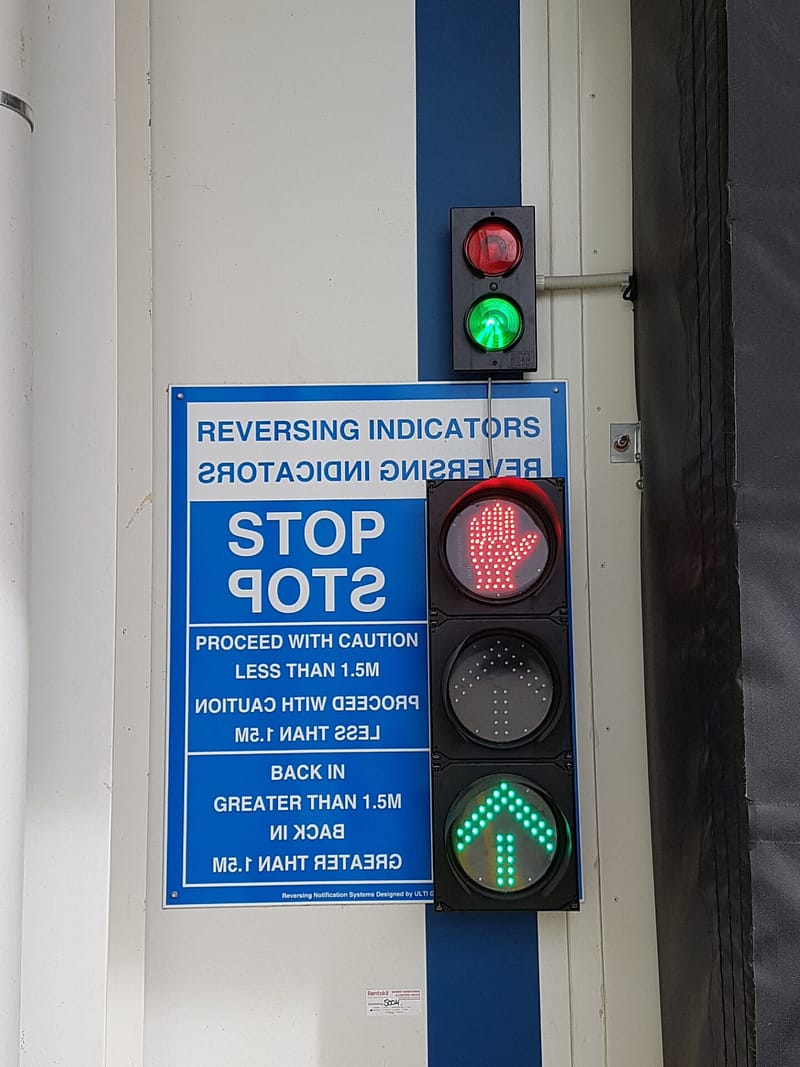 REVERSING INDICATORS
REVERSING INDICATORS
STOP
STOP
PROCEED WITH CAUTION
LESS THAN 1.5M
PROCEED WITH CAUTION
LESS THAN 1.5M
BACK IN
GREATER THAN 1.5M
BACK IN
GREATER THAN 1.5M
Reversing Notification Systems Designed by ULTI
Rentokil